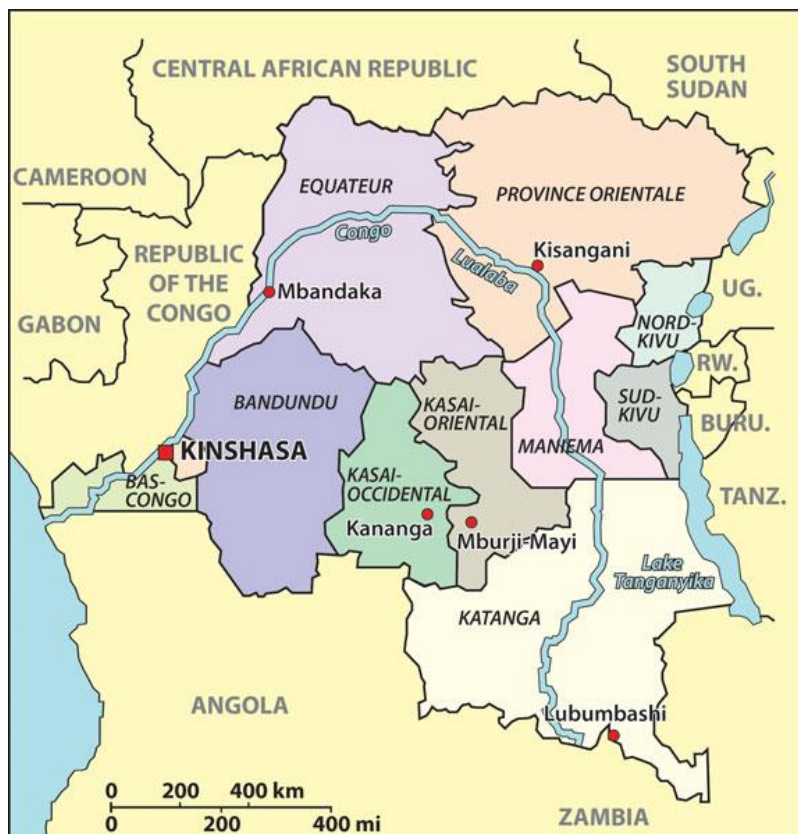 CENTRAL AFRICAN REPUBLIC
SOUTH
SUDAN
CAMEROON
EQUATEUR
PROVINCE ORIENTALE
REPUBLIC
OF THE
CONGO
Congo
Lualaba
Kisangani
Mbandaka
GABON
UG.
NORD-
KIVU
RW.
BANDUNDU
KASAI-
ORIENTAL
SUD-
KIVU
BURU.
MANIEMA
KINSHASA
BAS-
CONGO
KASAI-
OCCIDENTAL
TANZ.
Kananga
Mburji-Mayi
Lake
Tanganyika
KATANGA
ANGOLA
Lubumbashi
0 200 400 km
0 200 400 mi
ZAMBIA